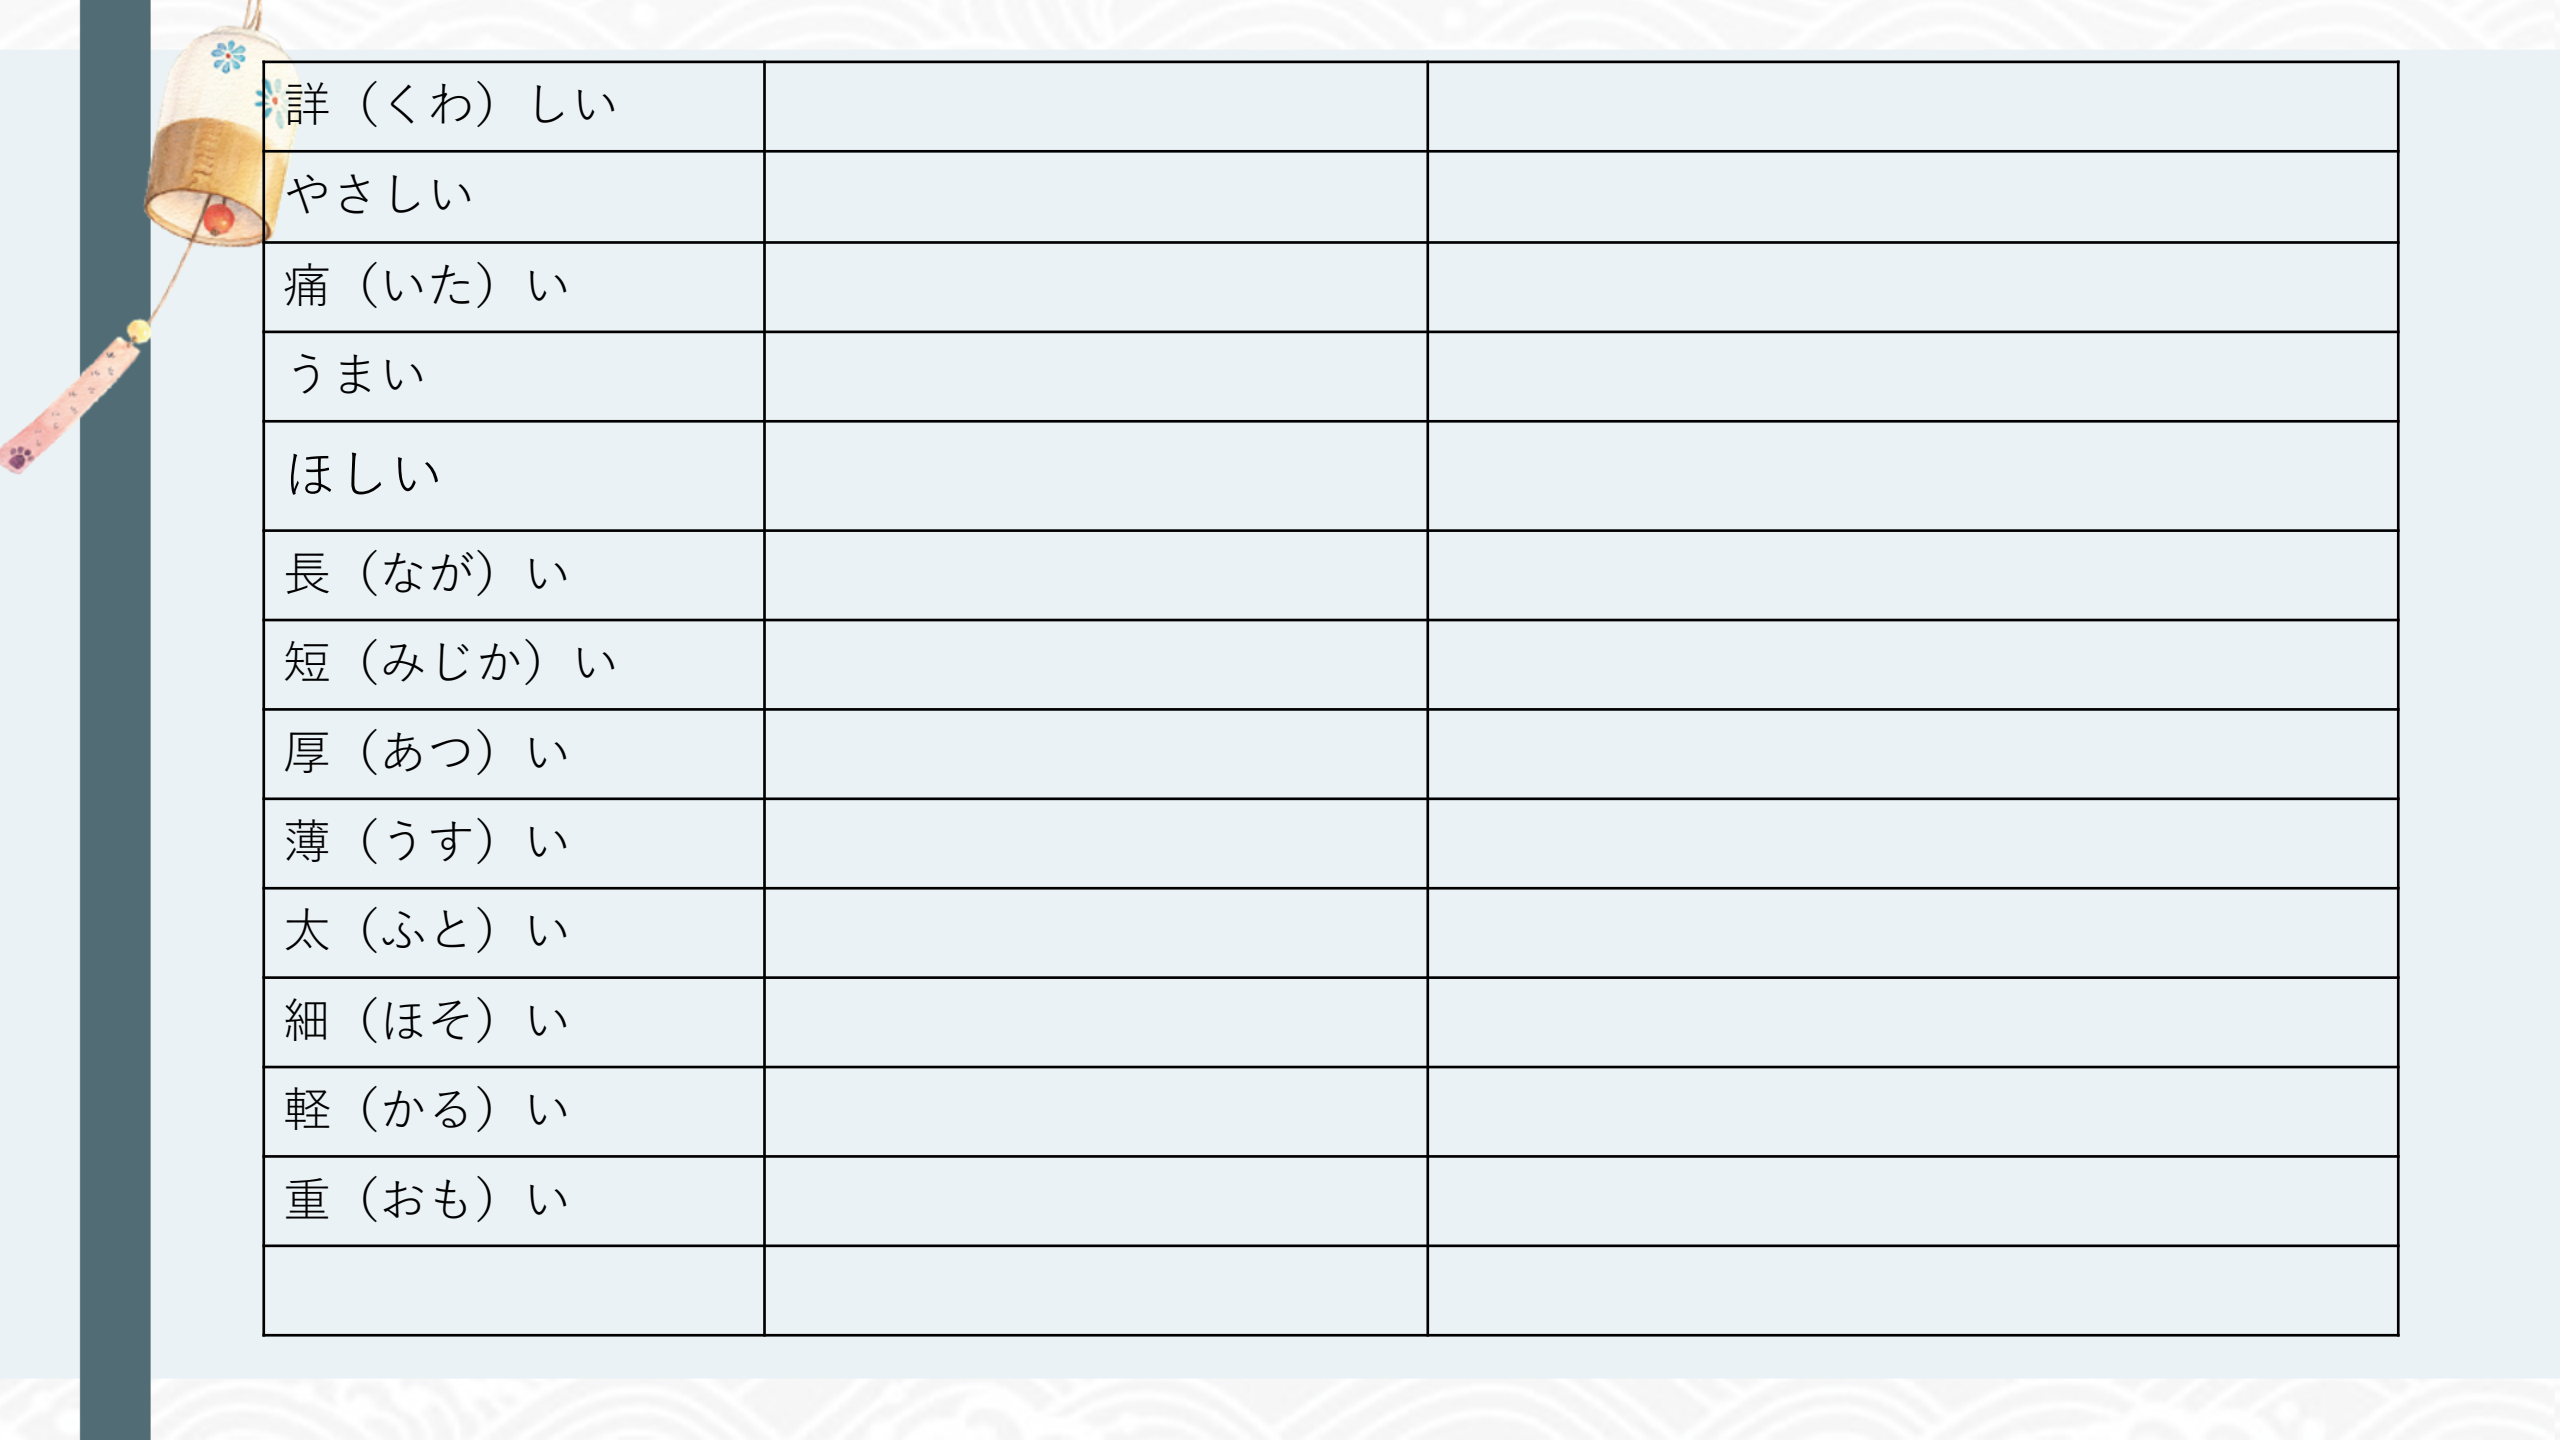 詳（くわ）しい
やさしい
痛（いた）い
うまい
ほしい
長（なが）い
短（みじか）い
厚（あつ）い
薄（うす）い
太（ふと）い
細（ほそ）い
軽（かる）い
重（おも）い